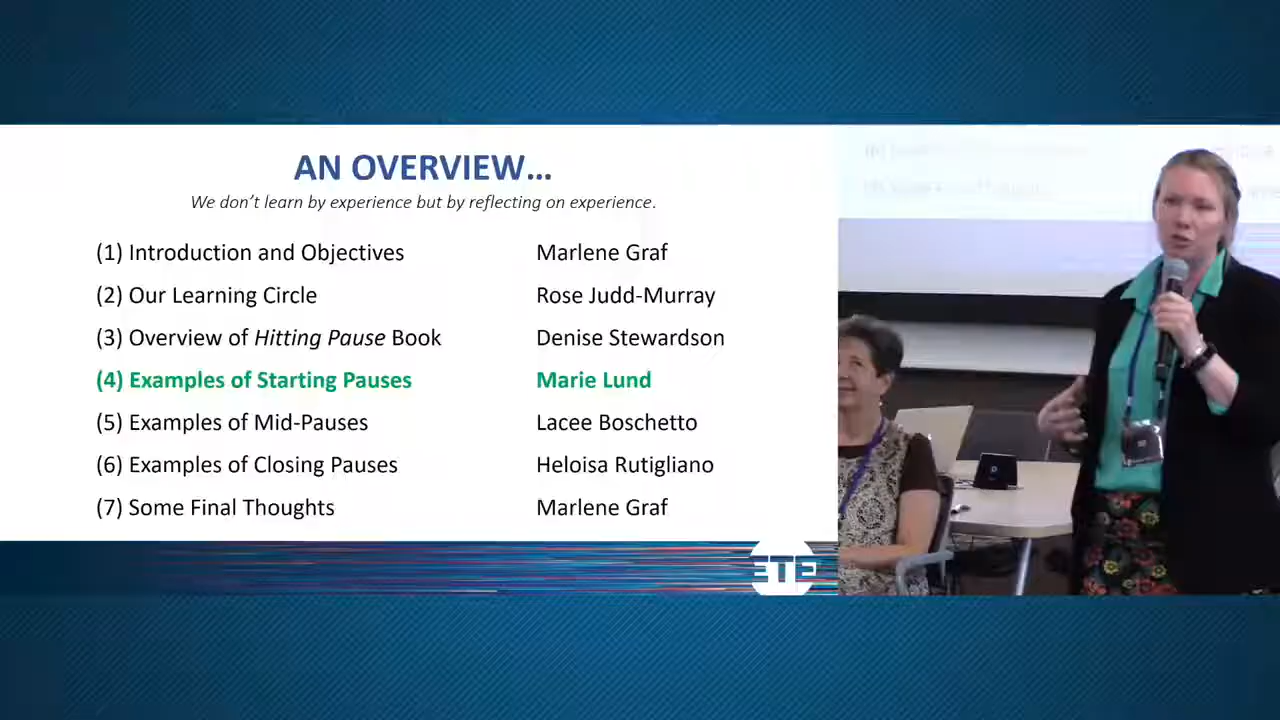 AN OVERVIEW...
We don't learn by experience but by reflecting on experience.
(1) Introduction and Objectives Marlene Graf
(2) Our Learning Circle Rose Judd-Murray
(3) Overview of Hitting Pause Book Denise Stewardson
(4) Examples of Starting Pauses Marie Lund
(5) Examples of Mid-Pauses Lacee Boschetto
(6) Examples of Closing Pauses Heloisa Rutigliano
(7) Some Final Thoughts Marlene Graf
ETE